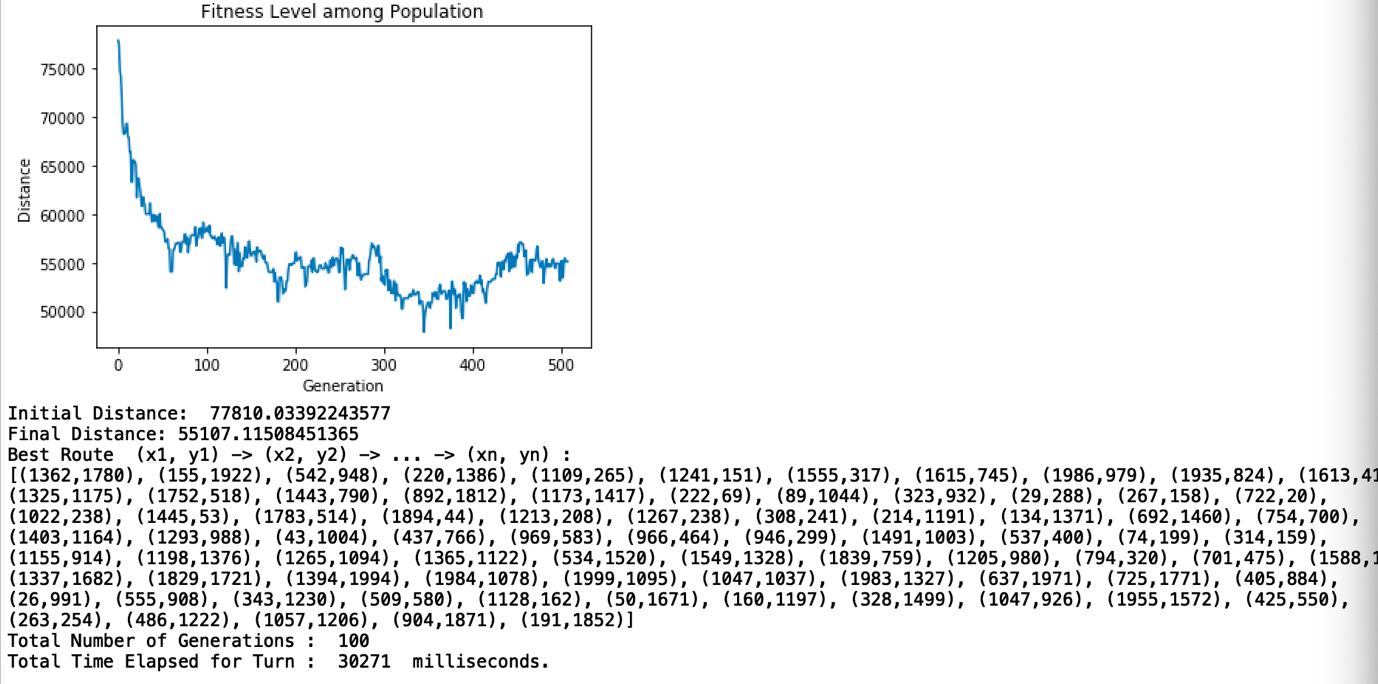 Fitness Level among Population
75000
70000
65000
60000
55000
50000
Distance
0 100 200 300 400 500
Generation
Initial Distance:  77810.03392243577
Final Distance: 55107.11508451365
Best Route  (x1, y1) -> (x2, y2) -> ... -> (xn, yn) :
[(1362,1780), (155,1922), (542,948), (220,1386), (1109,265), (1241,151), (1555,317), (1615,745), (1986,979), (1935,824), (1613,41
(1325,1175), (1752,518), (1443,790), (892,1812), (1173,1417), (222,69), (89,1044), (323,932), (29,288), (267,158), (722,20),
(1022,238), (1445,53), (1783,514), (1894,44), (1213,208), (1267,238), (308,241), (214,1191), (134,1371), (692,1460), (754,700),
(1403,1164), (1293,988), (43,1004), (437,766), (969,583), (966,464), (946,299), (1491,1003), (537,400), (74,199), (314,159),
(1155,914), (1198,1376), (1265,1094), (1365,1122), (534,1520), (1549,1328), (1839,759), (1205,980), (794,320), (701,475), (1588,1
(1337,1682), (1829,1721), (1394,1994), (1984,1078), (1999,1095), (1047,1037), (1983,1327), (637,1971), (725,1771), (405,884),
(26,991), (555,908), (343,1230), (509,580), (1128,162), (50,1671), (160,1197), (328,1499), (1047,926), (1955,1572), (425,550),
(263,254), (486,1222), (1057,1206), (904,1871), (191,1852)]
Total Number of Generations :  100
Total Time Elapsed for Turn :  30271  milliseconds.